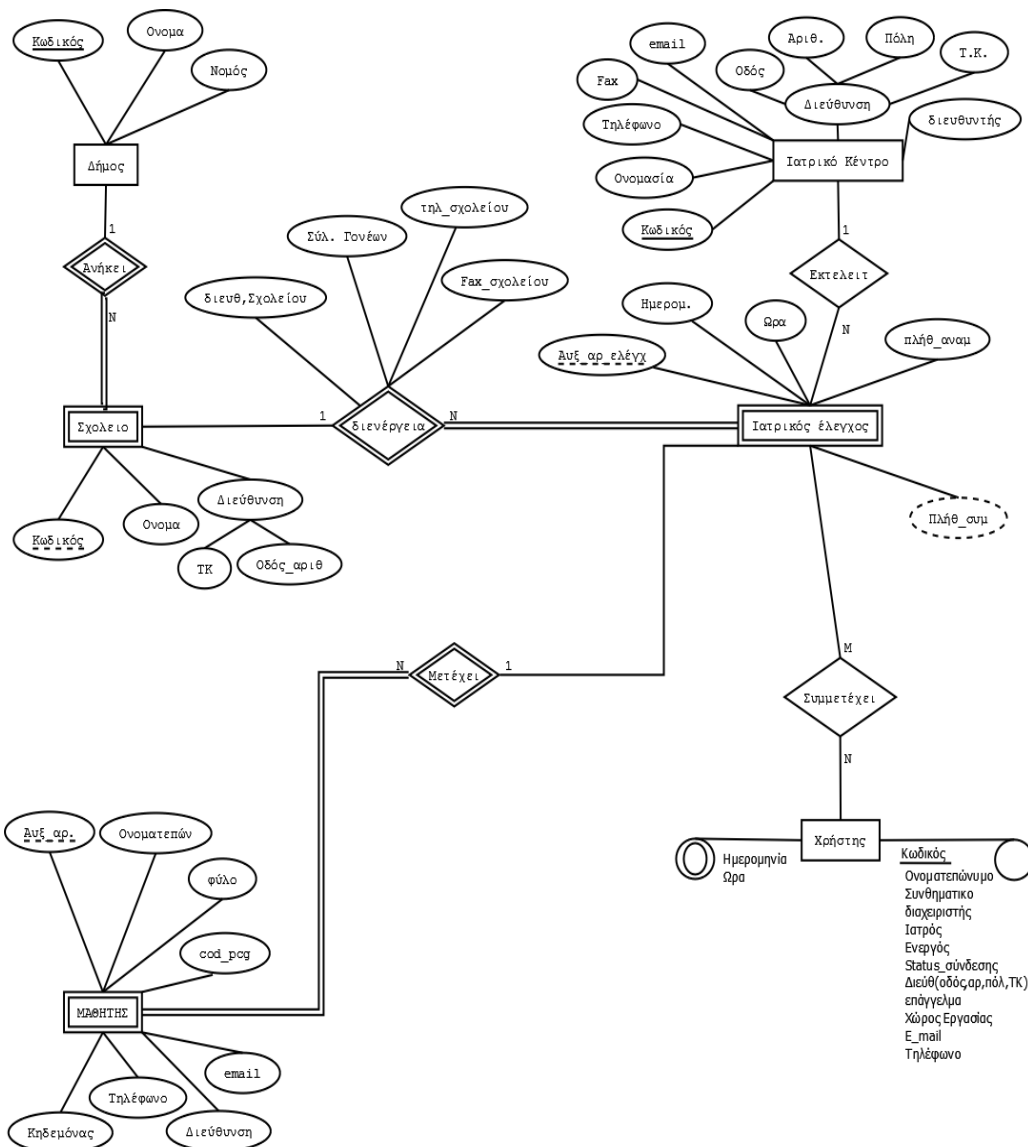 Κωδικός
Ονομα
Νομός
Δήμος
1
Ανήκει
N
email
Αριθ.
Πόλη
Οδός
Τ.Κ.
Fax
Διεύθυνση
Τηλέφωνο
διευθυντής
Ονομασία
Ιατρικό Κέντρο
Κωδικός
1
Εκτελειτ
N
τηλ_σχολείου
Σύλ. Γονέων
Fax_σχολείου
διευθ,Σχολείου
Ημερομ.
Ωρα
πλήθ_αναμ
Αυξ_αρ_ελέγχ
Σχολειο
1
διενέργεια
N
Ιατρικός έλεγχος
Κωδικός
Ονομα
Διεύθυνση
ΤΚ
Οδός_αριθ
Πλήθ_συμ
N
Μετέχει
1
M
Συμμετέχει
N
Αυξ_αρ.
Ονοματεπών
φύλο
cod_pcg
ΜΑΘΗΤΗΣ
email
Τηλέφωνο
Κηδεμόνας
Διεύθυνση
Χρήστης
Ημερομηνία
Ωρα
Κωδικός
Ονοματεπώνυμο
Συνθηματικο
διαχειριστής
Ιατρός
Ενεργός
Status_σύνδεσης
Διεύθ(οδός,αρ,πόλ,ΤΚ)
επάγγελμα
Χώρος Εργασίας
E_mail
Τηλέφωνο